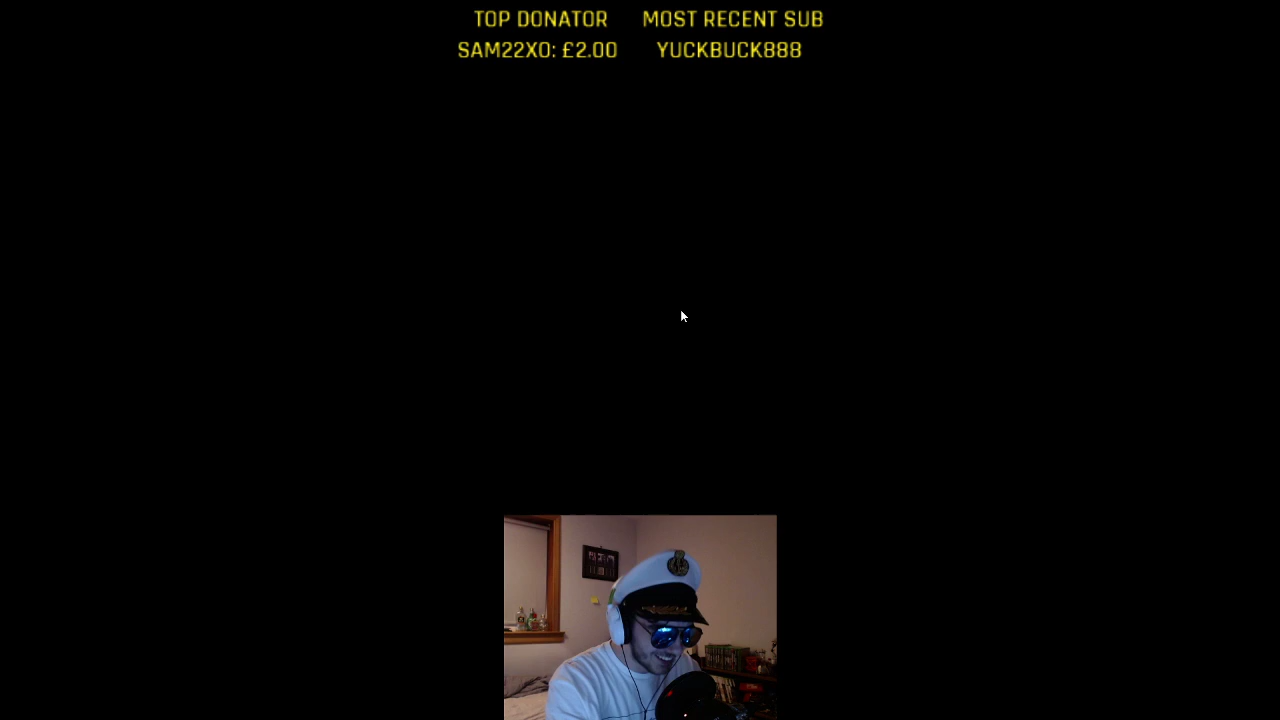 TOP DONATOR MOST RECENT SUB
SAM22XO: £2.00 YUCKBUCK888